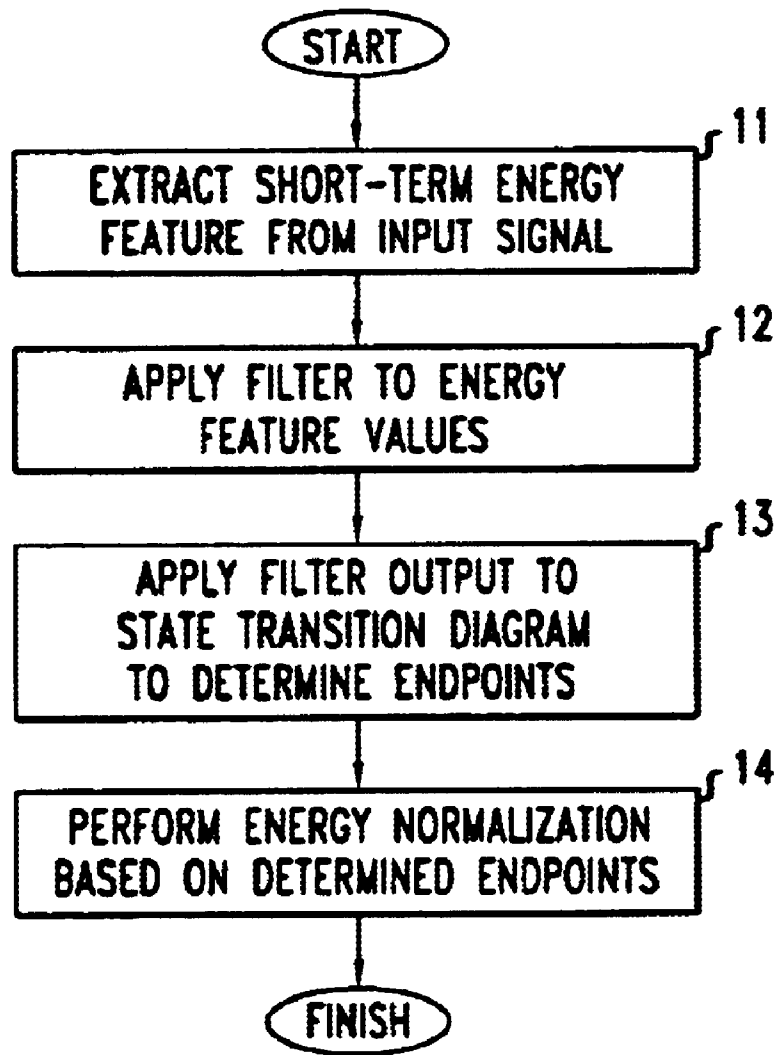 START
11
EXTRACT SHORT-TERM ENERGY
FEATURE FROM INPUT SIGNAL
12
APPLY FILTER TO ENERGY
FEATURE VALUES
13
APPLY FILTER OUTPUT TO
STATE TRANSITION DIAGRAM
TO DETERMINE ENDPOINTS
14
PERFORM ENERGY NORMALIZATION
BASED ON DETERMINED ENDPOINTS
FINISH